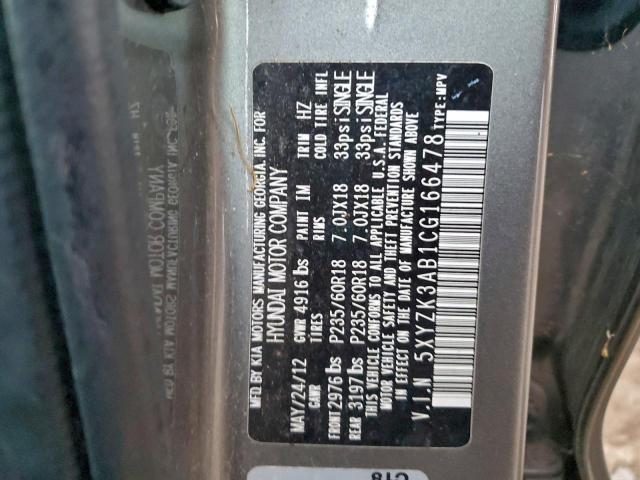 MFD BY KIA MOTORS MANUFACTURING GEORGIA, INC. FOR
HYUNDAI MOTOR COMPANY
MAY/24/12 GVWR 4916 lbs PAINT IM TRIM HZ
GAWR TIRES RIMS COLD TIRE INFL
FRONT 2976 lbs P235/60R18 7.0JX18 33psi SINGLE
REAR 3197 lbs P235/60R18 7.0JX18 33psi SINGLE
THIS VEHICLE CONFORMS TO ALL APPLICABLE U.S.A. FEDERAL
MOTOR VEHICLE SAFETY AND THEFT PREVENTION STANDARDS
IN EFFECT ON THE DATE OF MANUFACTURE SHOWN ABOVE
V.I.N 5XYZK3AB1CG166478 TYPE: MPV
C18